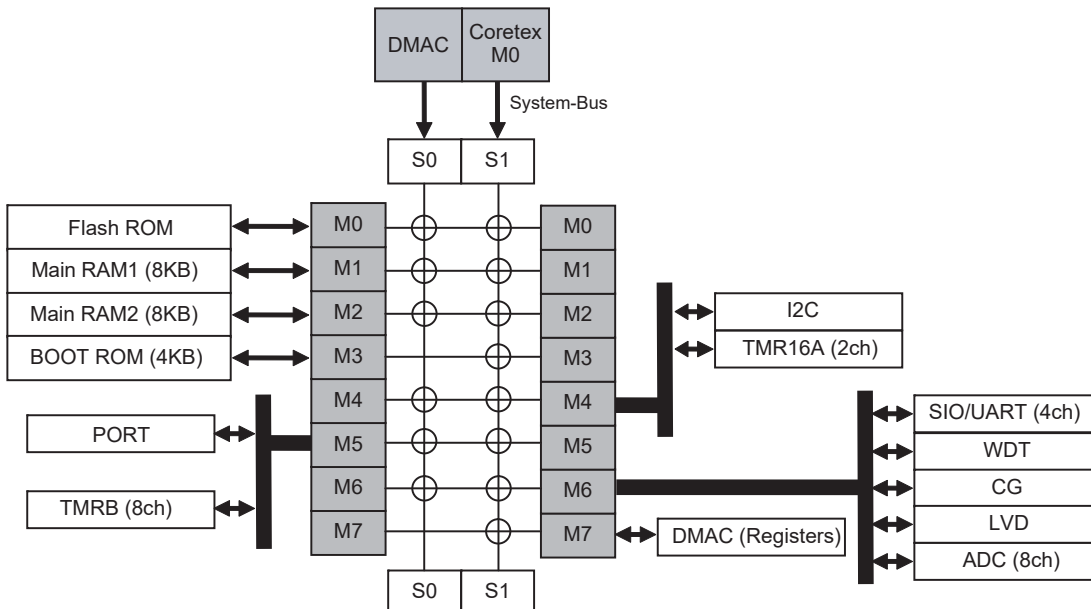 DMAC
Coretex
M0
System-Bus
S0
S1
Flash ROM
M0
M0
Main RAM1 (8KB)
M1
M1
Main RAM2 (8KB)
M2
M2
I2C
BOOT ROM (4KB)
M3
M3
TMR16A (2ch)
M4
M4
SIO/UART (4ch)
PORT
M5
M5
WDT
M6
M6
CG
TMRB (8ch)
M7
M7
DMAC (Registers)
LVD
ADC (8ch)
S0
S1